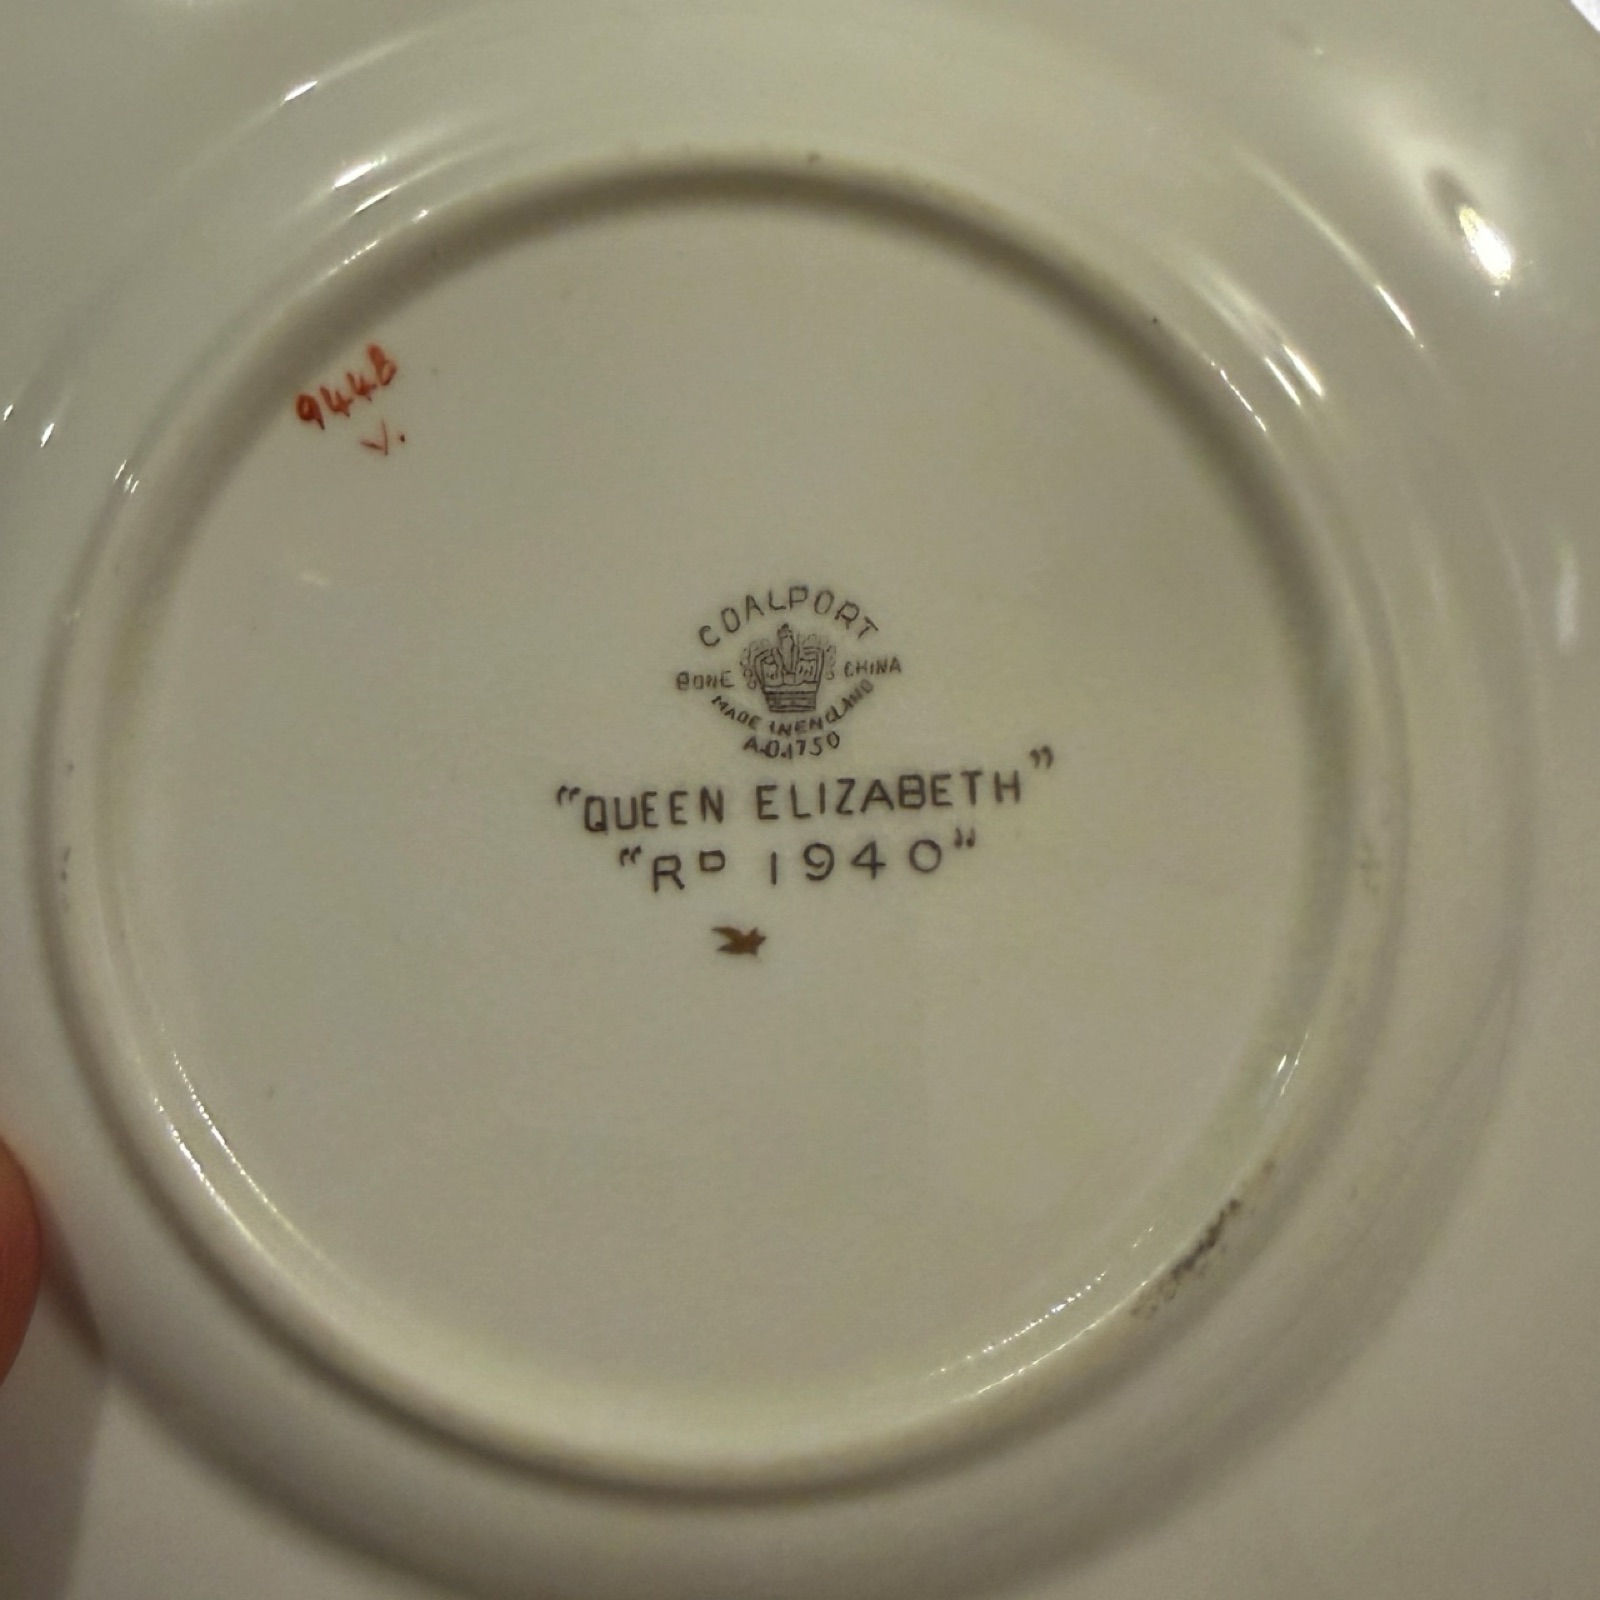 9448
V.
COALPORT
BONE CHINA
MADE IN ENGLAND
A.D.1750
"QUEEN ELIZABETH"
"RD 1940"